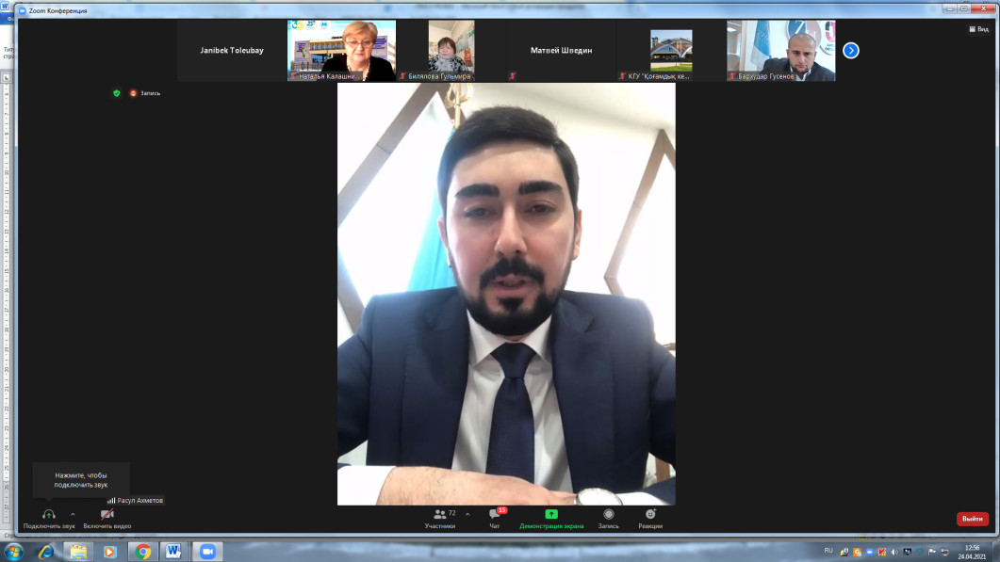 Zoom Конференция
Вид
Janibek Toleubay
Наталья Калашни...
Билялова Гульмира
Матвей Шведин
КГУ "Қоғамдық ке...
Бархудар Гусенов
Запись
Нажмите, чтобы
подключить звук
Расул Ахметов
72
15
Подключить звук
Включить видео
Участники
Чат
Демонстрация экрана
Запись
Реакции
Выйти
RU
12:56
24.04.2021